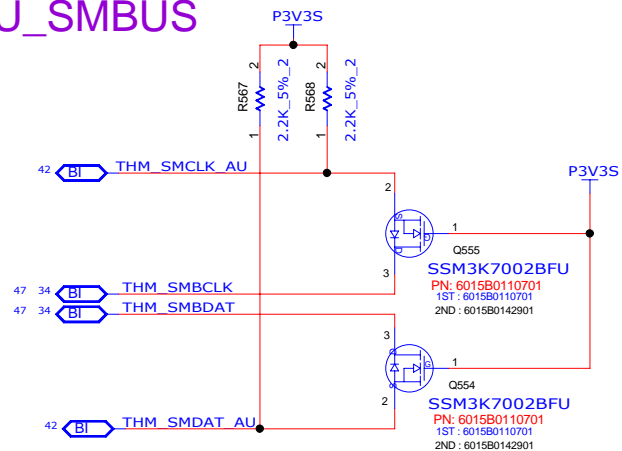 U_SMBUS
P3V3S
2
2
R567
2.2K_5%_2
R568
2.2K_5%_2
1
1
42 BI THM_SMCLK_AU
P3V3S
2
S
G
D
1
Q555
SSM3K7002BFU
PN: 6015B0110701
1ST : 6015B0110701
2ND : 6015B0142901
3
47 34 BI THM_SMBCLK
47 34 BI THM_SMBDAT
3
D
G
S
1
Q554
SSM3K7002BFU
PN: 6015B0110701
1ST : 6015B0110701
2ND : 6015B0142901
2
42 BI THM_SMDAT_AU